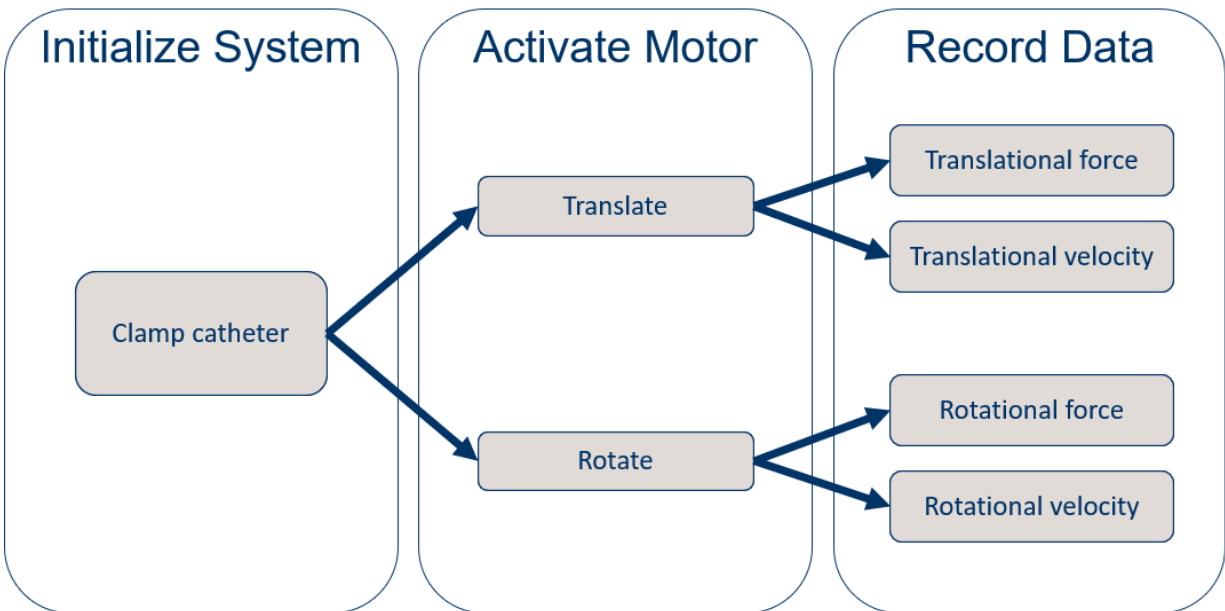 Initialize System
Clamp catheter
Activate Motor
Translate
Rotate
Record Data
Translational force
Translational velocity
Rotational force
Rotational velocity